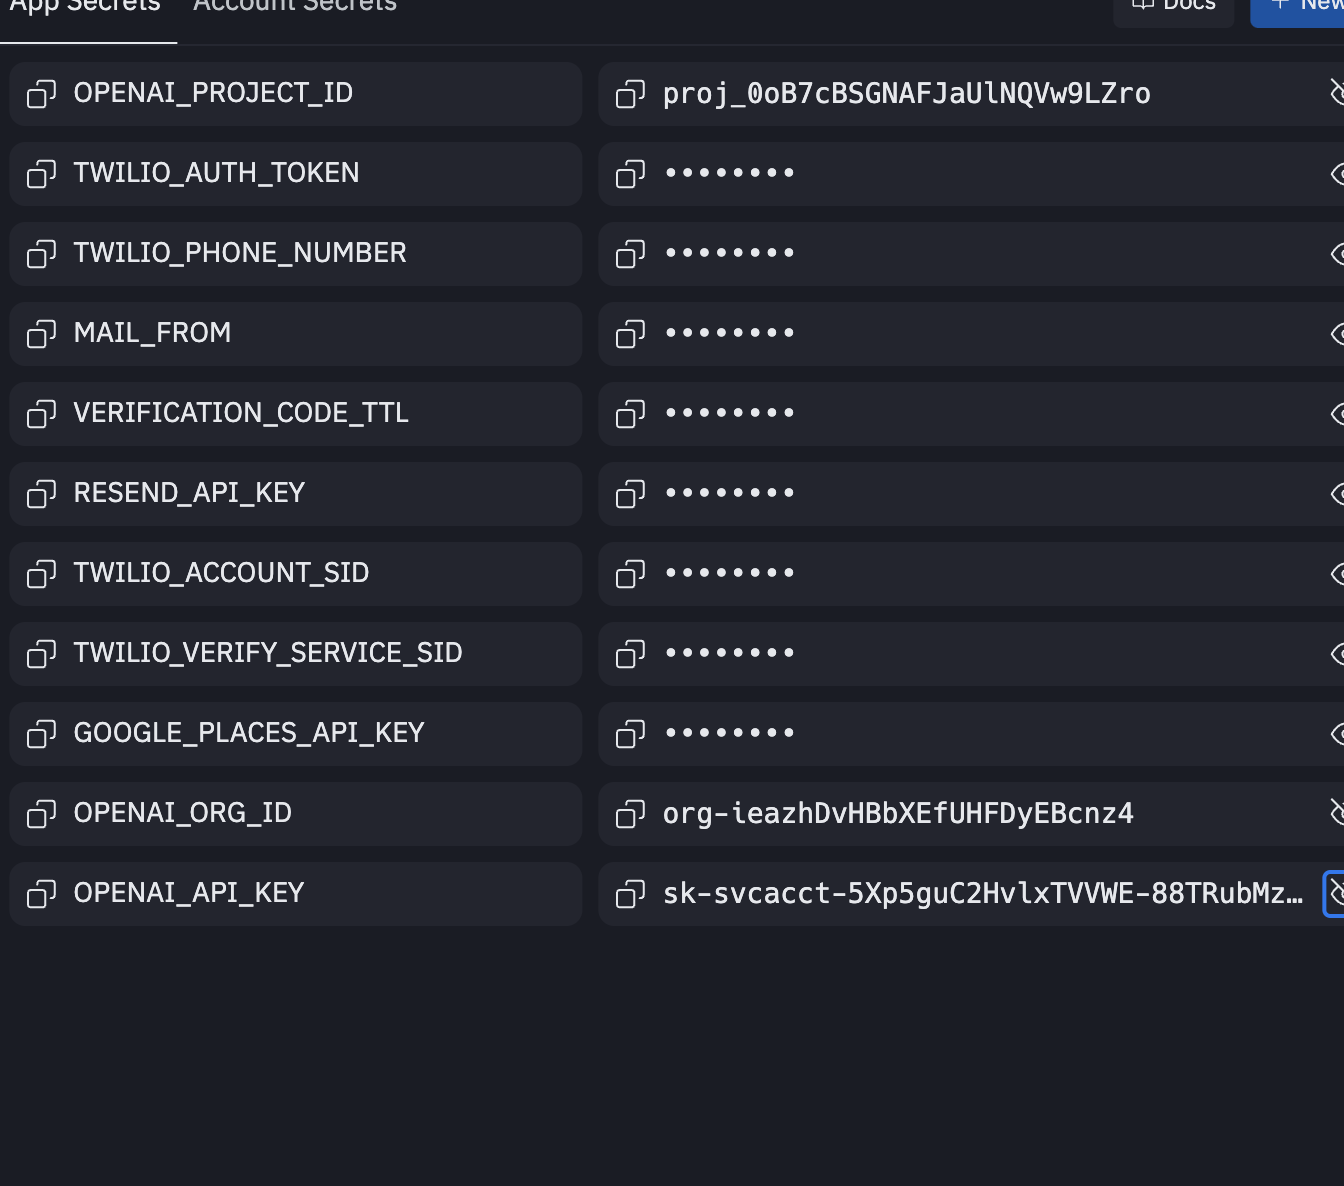 App Secrets Account Secrets Docs + New
OPENAI_PROJECT_ID proj_0oB7cBSGNAFJaUlNQVw9LZro
TWILIO_AUTH_TOKEN ••••••••
TWILIO_PHONE_NUMBER ••••••••
MAIL_FROM ••••••••
VERIFICATION_CODE_TTL ••••••••
RESEND_API_KEY ••••••••
TWILIO_ACCOUNT_SID ••••••••
TWILIO_VERIFY_SERVICE_SID ••••••••
GOOGLE_PLACES_API_KEY ••••••••
OPENAI_ORG_ID org-ieazhDvHBbXEfUHFDyEBcnz4
OPENAI_API_KEY sk-svcacct-5Xp5guC2HvlxTVVWE-88TRubMz…